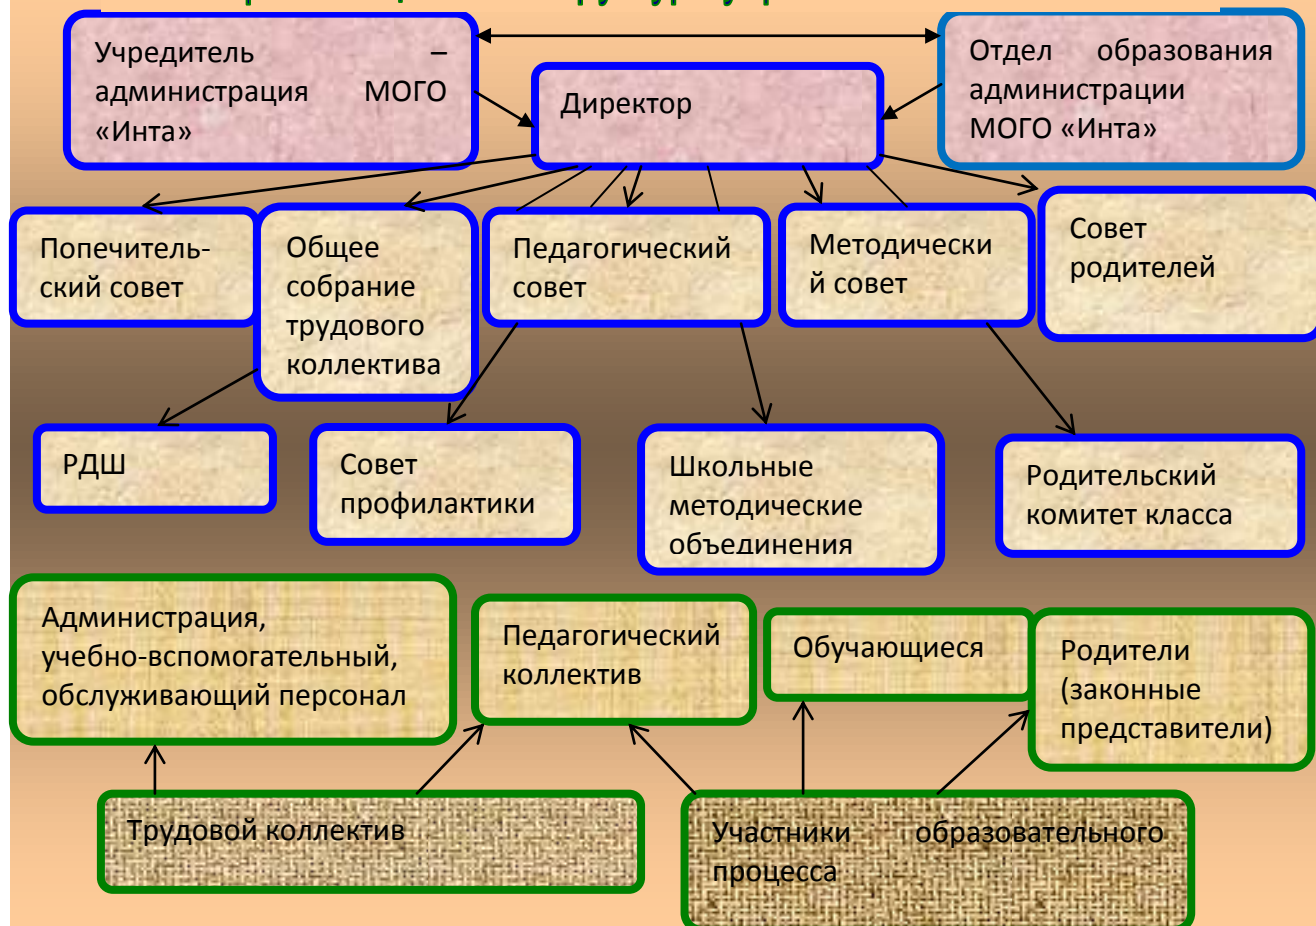 Учредитель –
администрация МОГО
«Инта»
Директор
Отдел образования
администрации
МОГО «Инта»
Попечитель-
ский совет
Общее
собрание
трудового
коллектива
Педагогический
совет
Методически
й совет
Совет
родителей
РДШ
Совет
профилактики
Школьные
методические
объединения
Родительский
комитет класса
Администрация,
учебно-вспомогательный,
обслуживающий персонал
Педагогический
коллектив
Обучающиеся
Родители
(законные
представители)
Трудовой коллектив
Участники образовательного
процесса